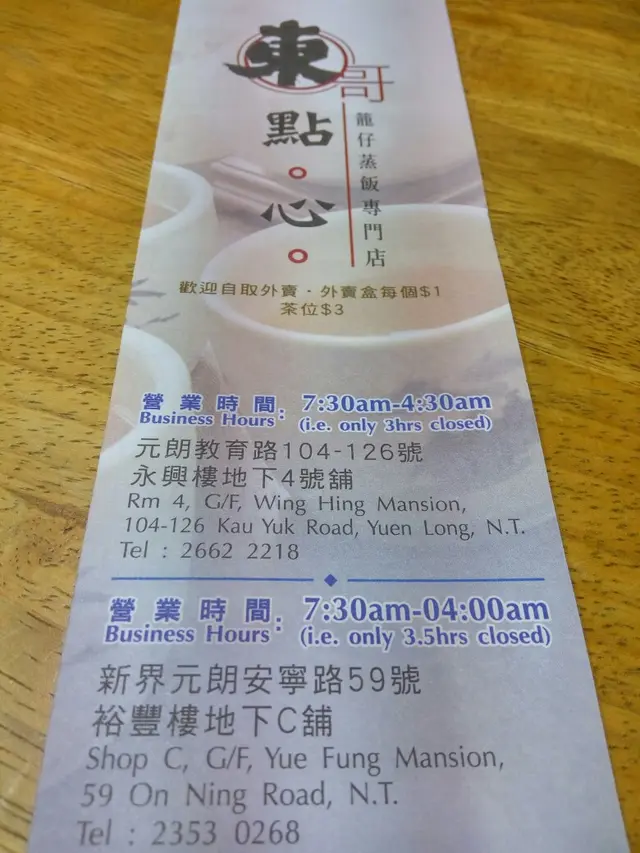 東哥
點。心。
籠仔蒸飯專門店
歡迎自取外賣．外賣盒每個$1
茶位$3
營業時間: 7:30am-4:30am
Business Hours: (i.e. only 3hrs closed)
元朗教育路104-126號
永興樓地下4號舖
Rm 4, G/F, Wing Hing Mansion,
104-126 Kau Yuk Road, Yuen Long, N.T.
Tel : 2662 2218
營業時間: 7:30am-04:00am
Business Hours: (i.e. only 3.5hrs closed)
新界元朗安寧路59號
裕豐樓地下C舖
Shop C, G/F, Yue Fung Mansion,
59 On Ning Road, N.T.
Tel : 2353 0268